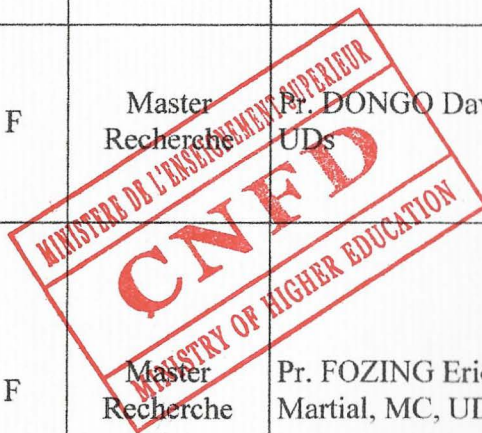 F
Master
Recherche
Pr. DONGO Dav
UDs
MINISTERE DE L'ENSEIGNEMENT SUPERIEUR
CNFD
MINISTRY OF HIGHER EDUCATION
F
Master
Recherche
Pr. FOZING Eric
Martial, MC, UD